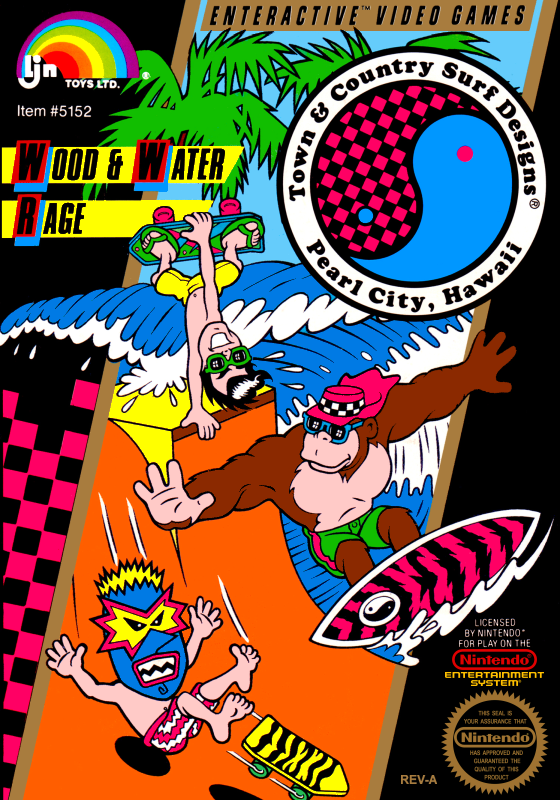 ENTERACTIVE™ VIDEO GAMES
ljn
TOYS, LTD.
®
Item #5152
WOOD & WATER
RAGE
Town & Country Surf Designs®
Pearl City, Hawaii
LICENSED
BY NINTENDO™
FOR PLAY ON THE
Nintendo®
ENTERTAINMENT
SYSTEM®
THIS SEAL IS
YOUR ASSURANCE THAT
Nintendo®
HAS APPROVED AND
GUARANTEED THE
QUALITY OF THIS
PRODUCT
REV-A